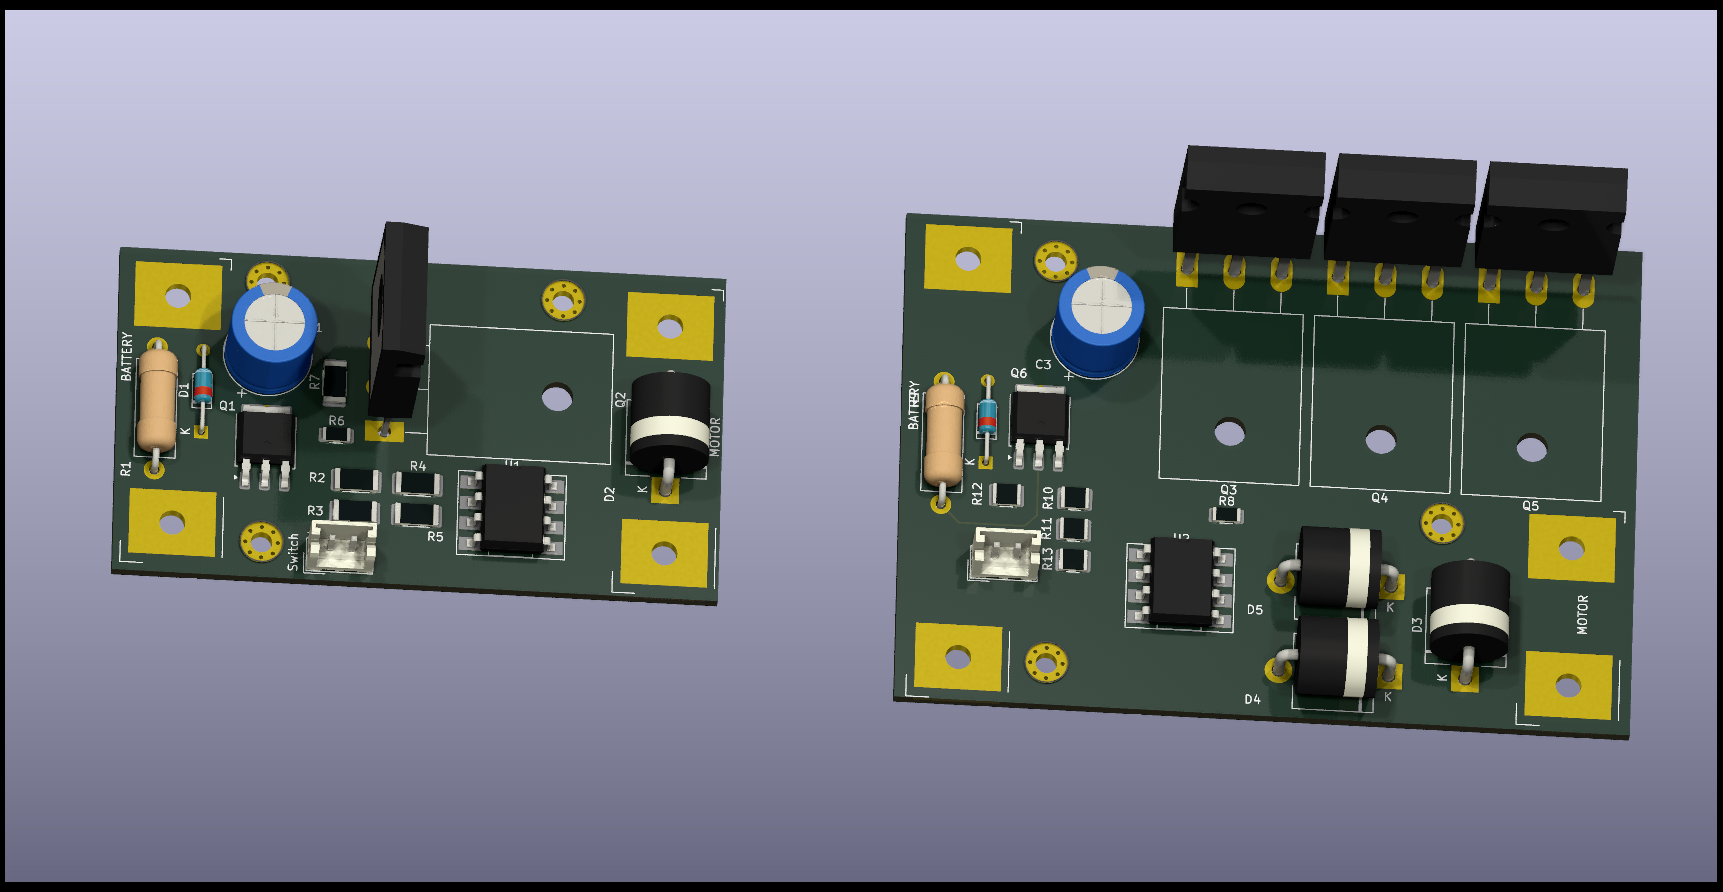 BATTERY
R1
D1
K
+
Q1
R7
R6
R2
R3
R4
R5
Switch
Q2
D2
K
MOTOR
BATTERY
K
C3
+
Q6
R12
R10
R11
R13
Q3
R8
Q4
Q5
D5
K
D4
K
D3
K
MOTOR